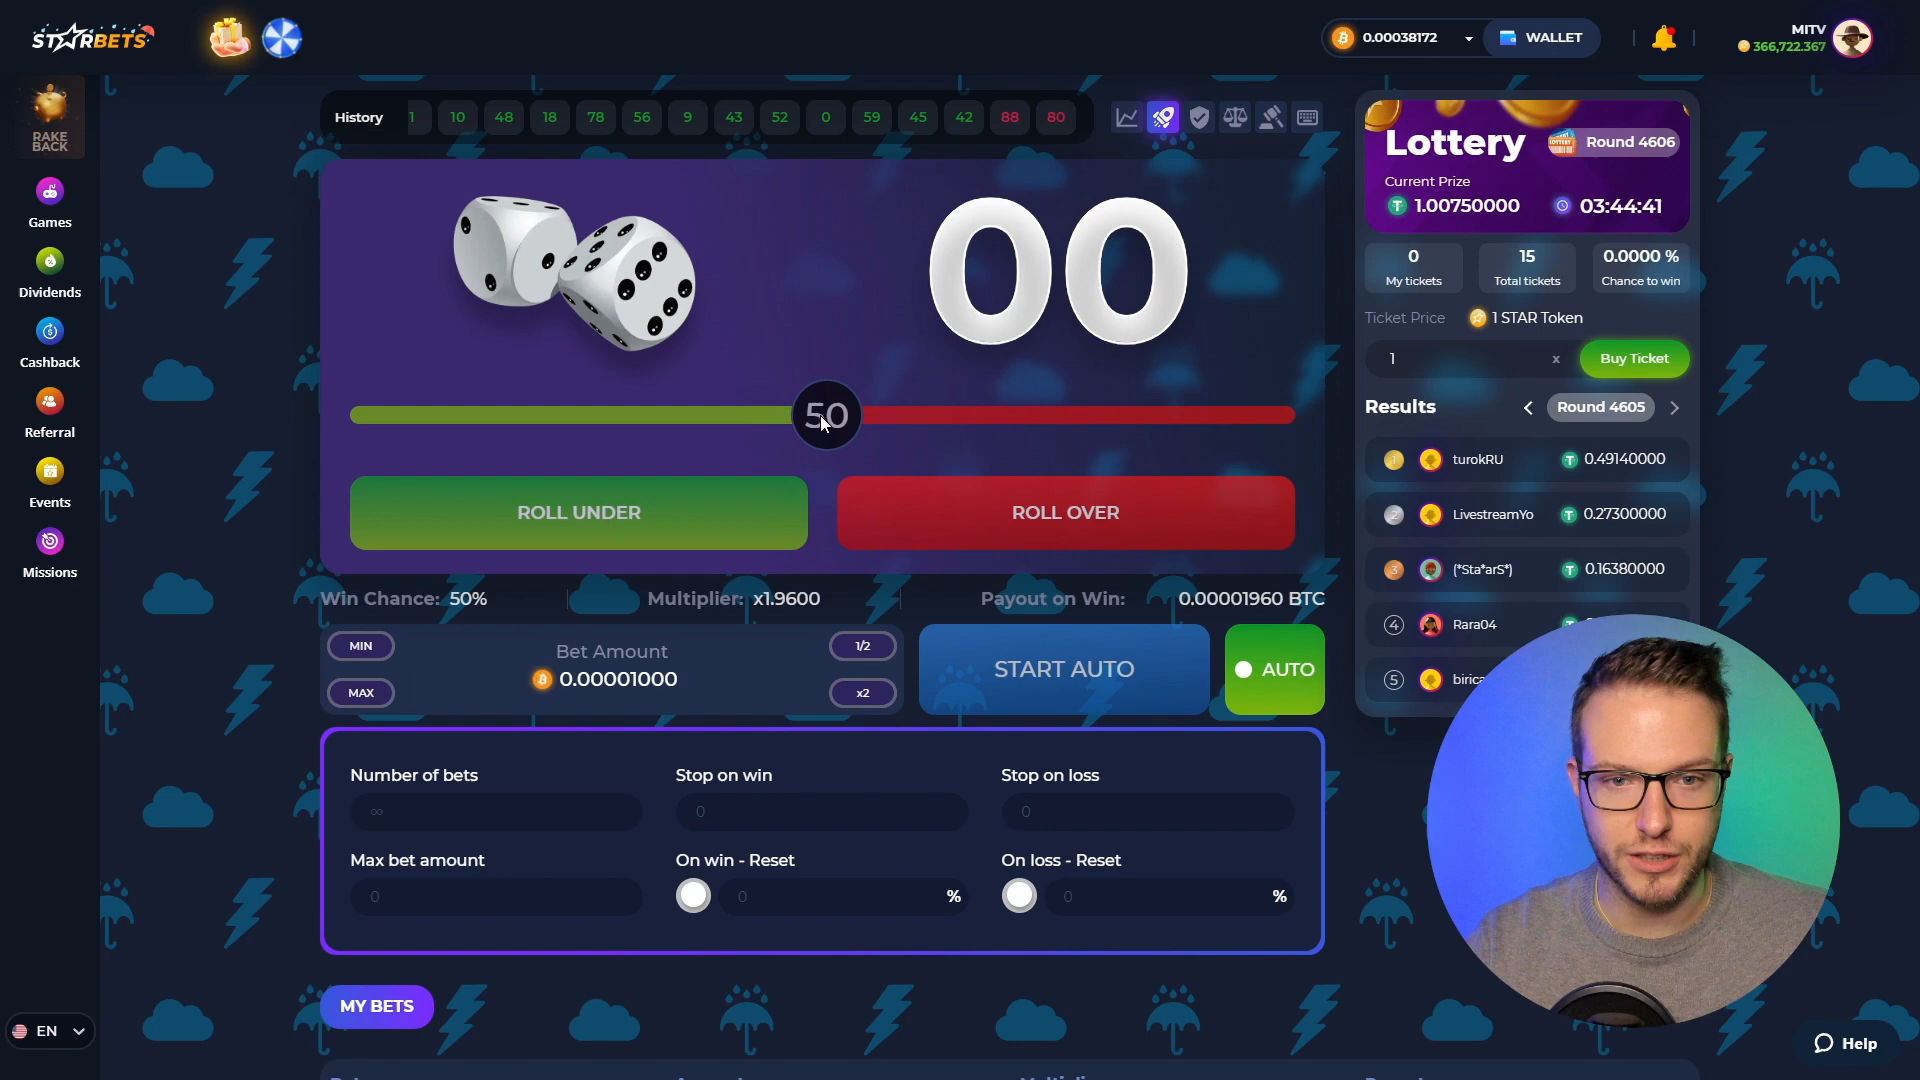 STARBETS
0.00038172
WALLET
MITV
366,722.367
RAKE
BACK
Games
Dividends
Cashback
Referral
Events
Missions
EN
History
1 10 48 18 78 56 9 43 52 0 59 45 42 88 80
00
50
ROLL UNDER
ROLL OVER
Win Chance: 50%
Multiplier: x1.9600
Payout on Win: 0.00001960 BTC
MIN
MAX
Bet Amount
0.00001000
1/2
x2
START AUTO
AUTO
Number of bets
∞
Stop on win
0
Stop on loss
0
Max bet amount
0
On win - Reset
0 %
On loss - Reset
0 %
MY BETS
Lottery
Round 4606
Current Prize
1.00750000
03:44:41
0
My tickets
15
Total tickets
0.0000 %
Chance to win
Ticket Price
1 STAR Token
1 x
Buy Ticket
Results
Round 4605
1 turokRU 0.49140000
2 LivestreamYo 0.27300000
3 (*Sta*arS*) 0.16380000
4 Rara04
5 birica
Help